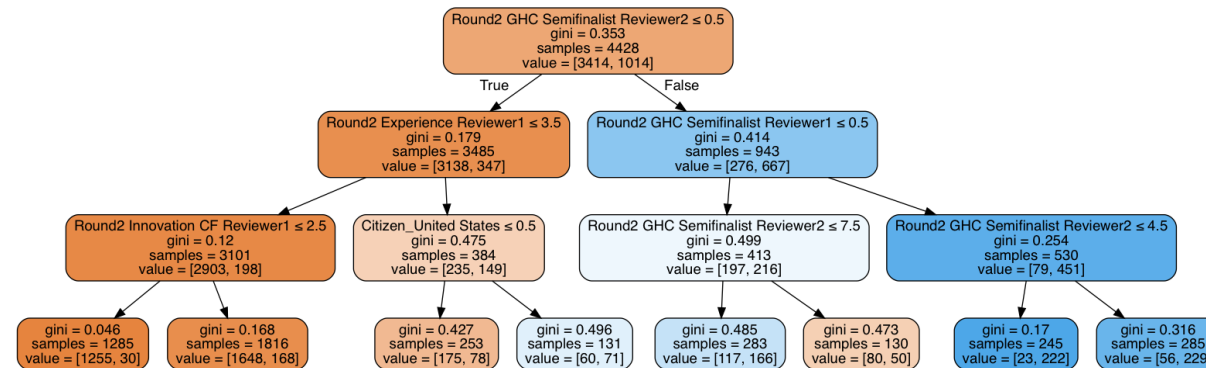 Round2 GHC Semifinalist Reviewer2 ≤ 0.5
gini = 0.353
samples = 4428
value = [3414, 1014]
True
False
Round2 Experience Reviewer1 ≤ 3.5
gini = 0.179
samples = 3485
value = [3138, 347]
Round2 GHC Semifinalist Reviewer1 ≤ 0.5
gini = 0.414
samples = 943
value = [276, 667]
Round2 Innovation CF Reviewer1 ≤ 2.5
gini = 0.12
samples = 3101
value = [2903, 198]
Citizen_United States ≤ 0.5
gini = 0.475
samples = 384
value = [235, 149]
Round2 GHC Semifinalist Reviewer2 ≤ 7.5
gini = 0.499
samples = 413
value = [197, 216]
Round2 GHC Semifinalist Reviewer2 ≤ 4.5
gini = 0.254
samples = 530
value = [79, 451]
gini = 0.046
samples = 1285
value = [1255, 30]
gini = 0.168
samples = 1816
value = [1648, 168]
gini = 0.427
samples = 253
value = [175, 78]
gini = 0.496
samples = 131
value = [60, 71]
gini = 0.485
samples = 283
value = [117, 166]
gini = 0.473
samples = 130
value = [80, 50]
gini = 0.17
samples = 245
value = [23, 222]
gini = 0.316
samples = 285
value = [56, 229]